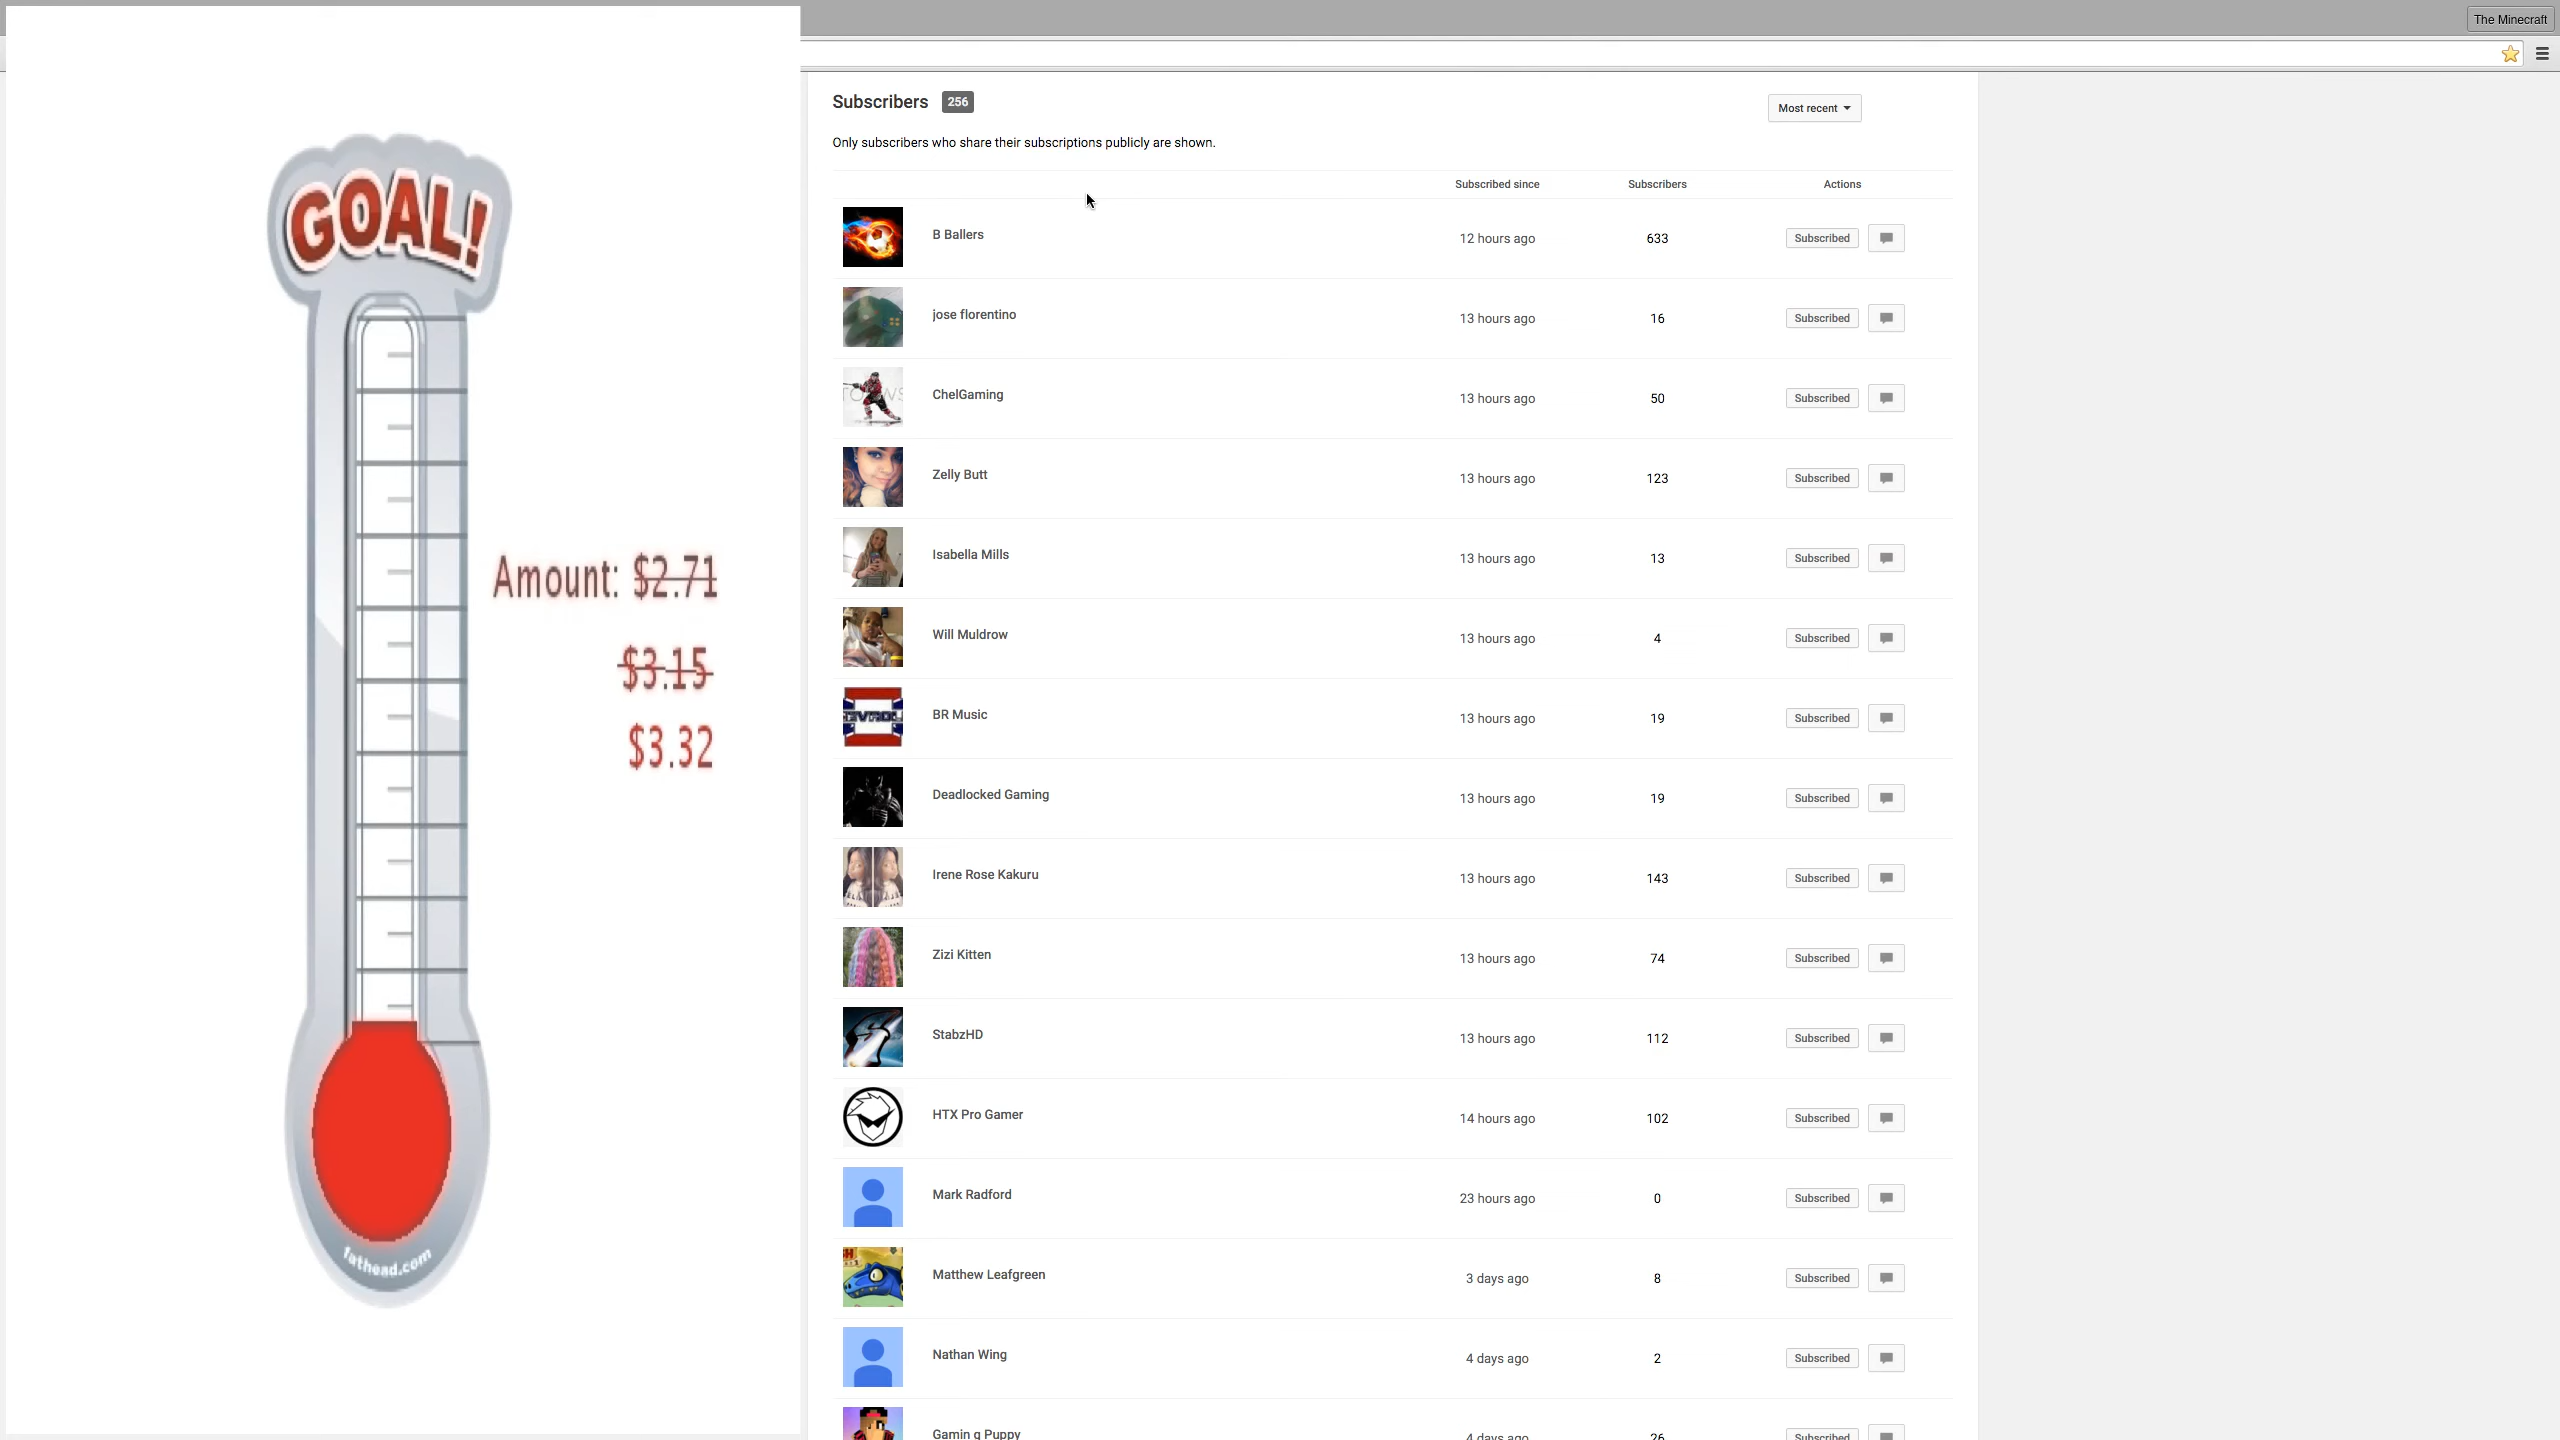 The Minecraft
GOAL!
Amount: $2.71
$3.15
$3.32
fathead.com
Subscribers 256
Most recent
Only subscribers who share their subscriptions publicly are shown.
Subscribed since Subscribers Actions
B Ballers 12 hours ago 633 Subscribed
jose florentino 13 hours ago 16 Subscribed
ChelGaming 13 hours ago 50 Subscribed
Zelly Butt 13 hours ago 123 Subscribed
Isabella Mills 13 hours ago 13 Subscribed
Will Muldrow 13 hours ago 4 Subscribed
BR Music 13 hours ago 19 Subscribed
Deadlocked Gaming 13 hours ago 19 Subscribed
Irene Rose Kakuru 13 hours ago 143 Subscribed
Zizi Kitten 13 hours ago 74 Subscribed
StabzHD 13 hours ago 112 Subscribed
HTX Pro Gamer 14 hours ago 102 Subscribed
Mark Radford 23 hours ago 0 Subscribed
Matthew Leafgreen 3 days ago 8 Subscribed
Nathan Wing 4 days ago 2 Subscribed
Gamin g Puppy 4 days ago 26 Subscribed